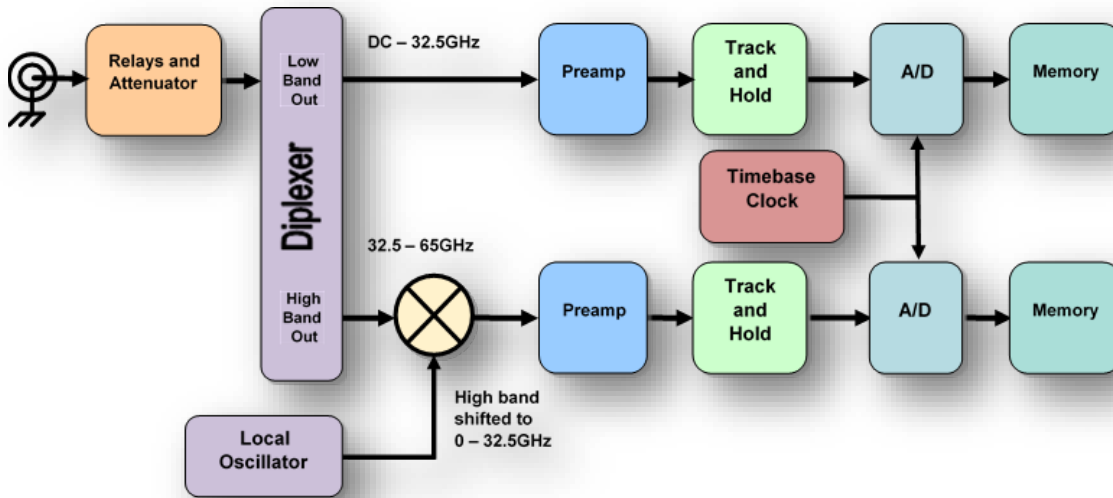 Relays and
Attenuator
Low
Band
Out
Diplexer
High
Band
Out
DC – 32.5GHz
Preamp
Track
and
Hold
A/D
Memory
Timebase
Clock
32.5 – 65GHz
Preamp
Track
and
Hold
A/D
Memory
High band
shifted to
0 – 32.5GHz
Local
Oscillator